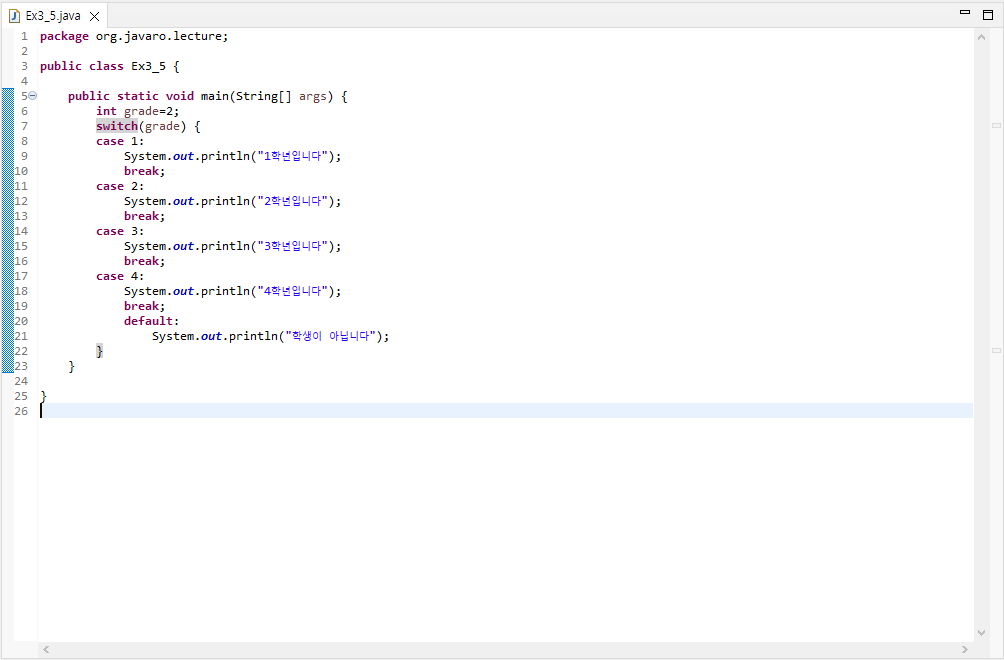 Ex3_5.java
1 package org.javaro.lecture;
2
3 public class Ex3_5 {
4
5 public static void main(String[] args) {
6 int grade=2;
7 switch(grade) {
8 case 1:
9 System.out.println("1학년입니다");
10 break;
11 case 2:
12 System.out.println("2학년입니다");
13 break;
14 case 3:
15 System.out.println("3학년입니다");
16 break;
17 case 4:
18 System.out.println("4학년입니다");
19 break;
20 default:
21 System.out.println("학생이 아닙니다");
22 }
23 }
24
25 }
26